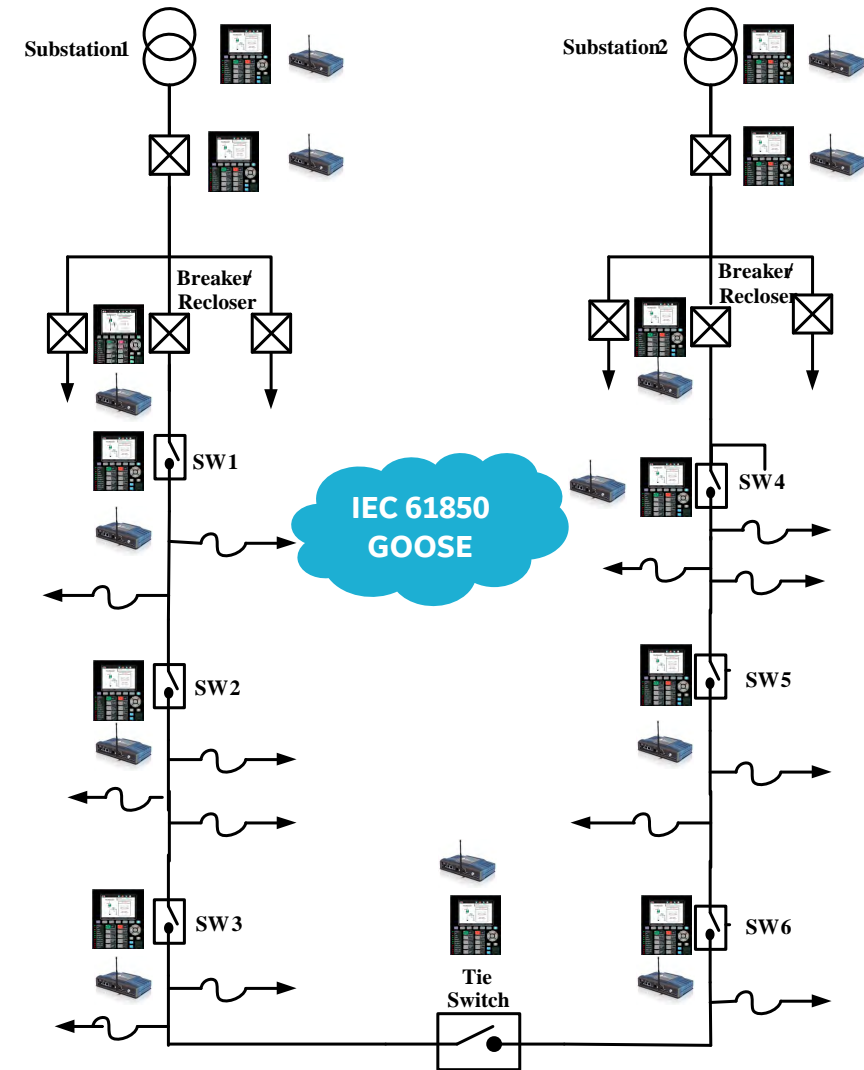 Substation1
Substation2
Breaker/
Recloser
Breaker/
Recloser
SW1
IEC 61850
GOOSE
SW4
SW2
SW5
SW3
SW6
Tie
Switch